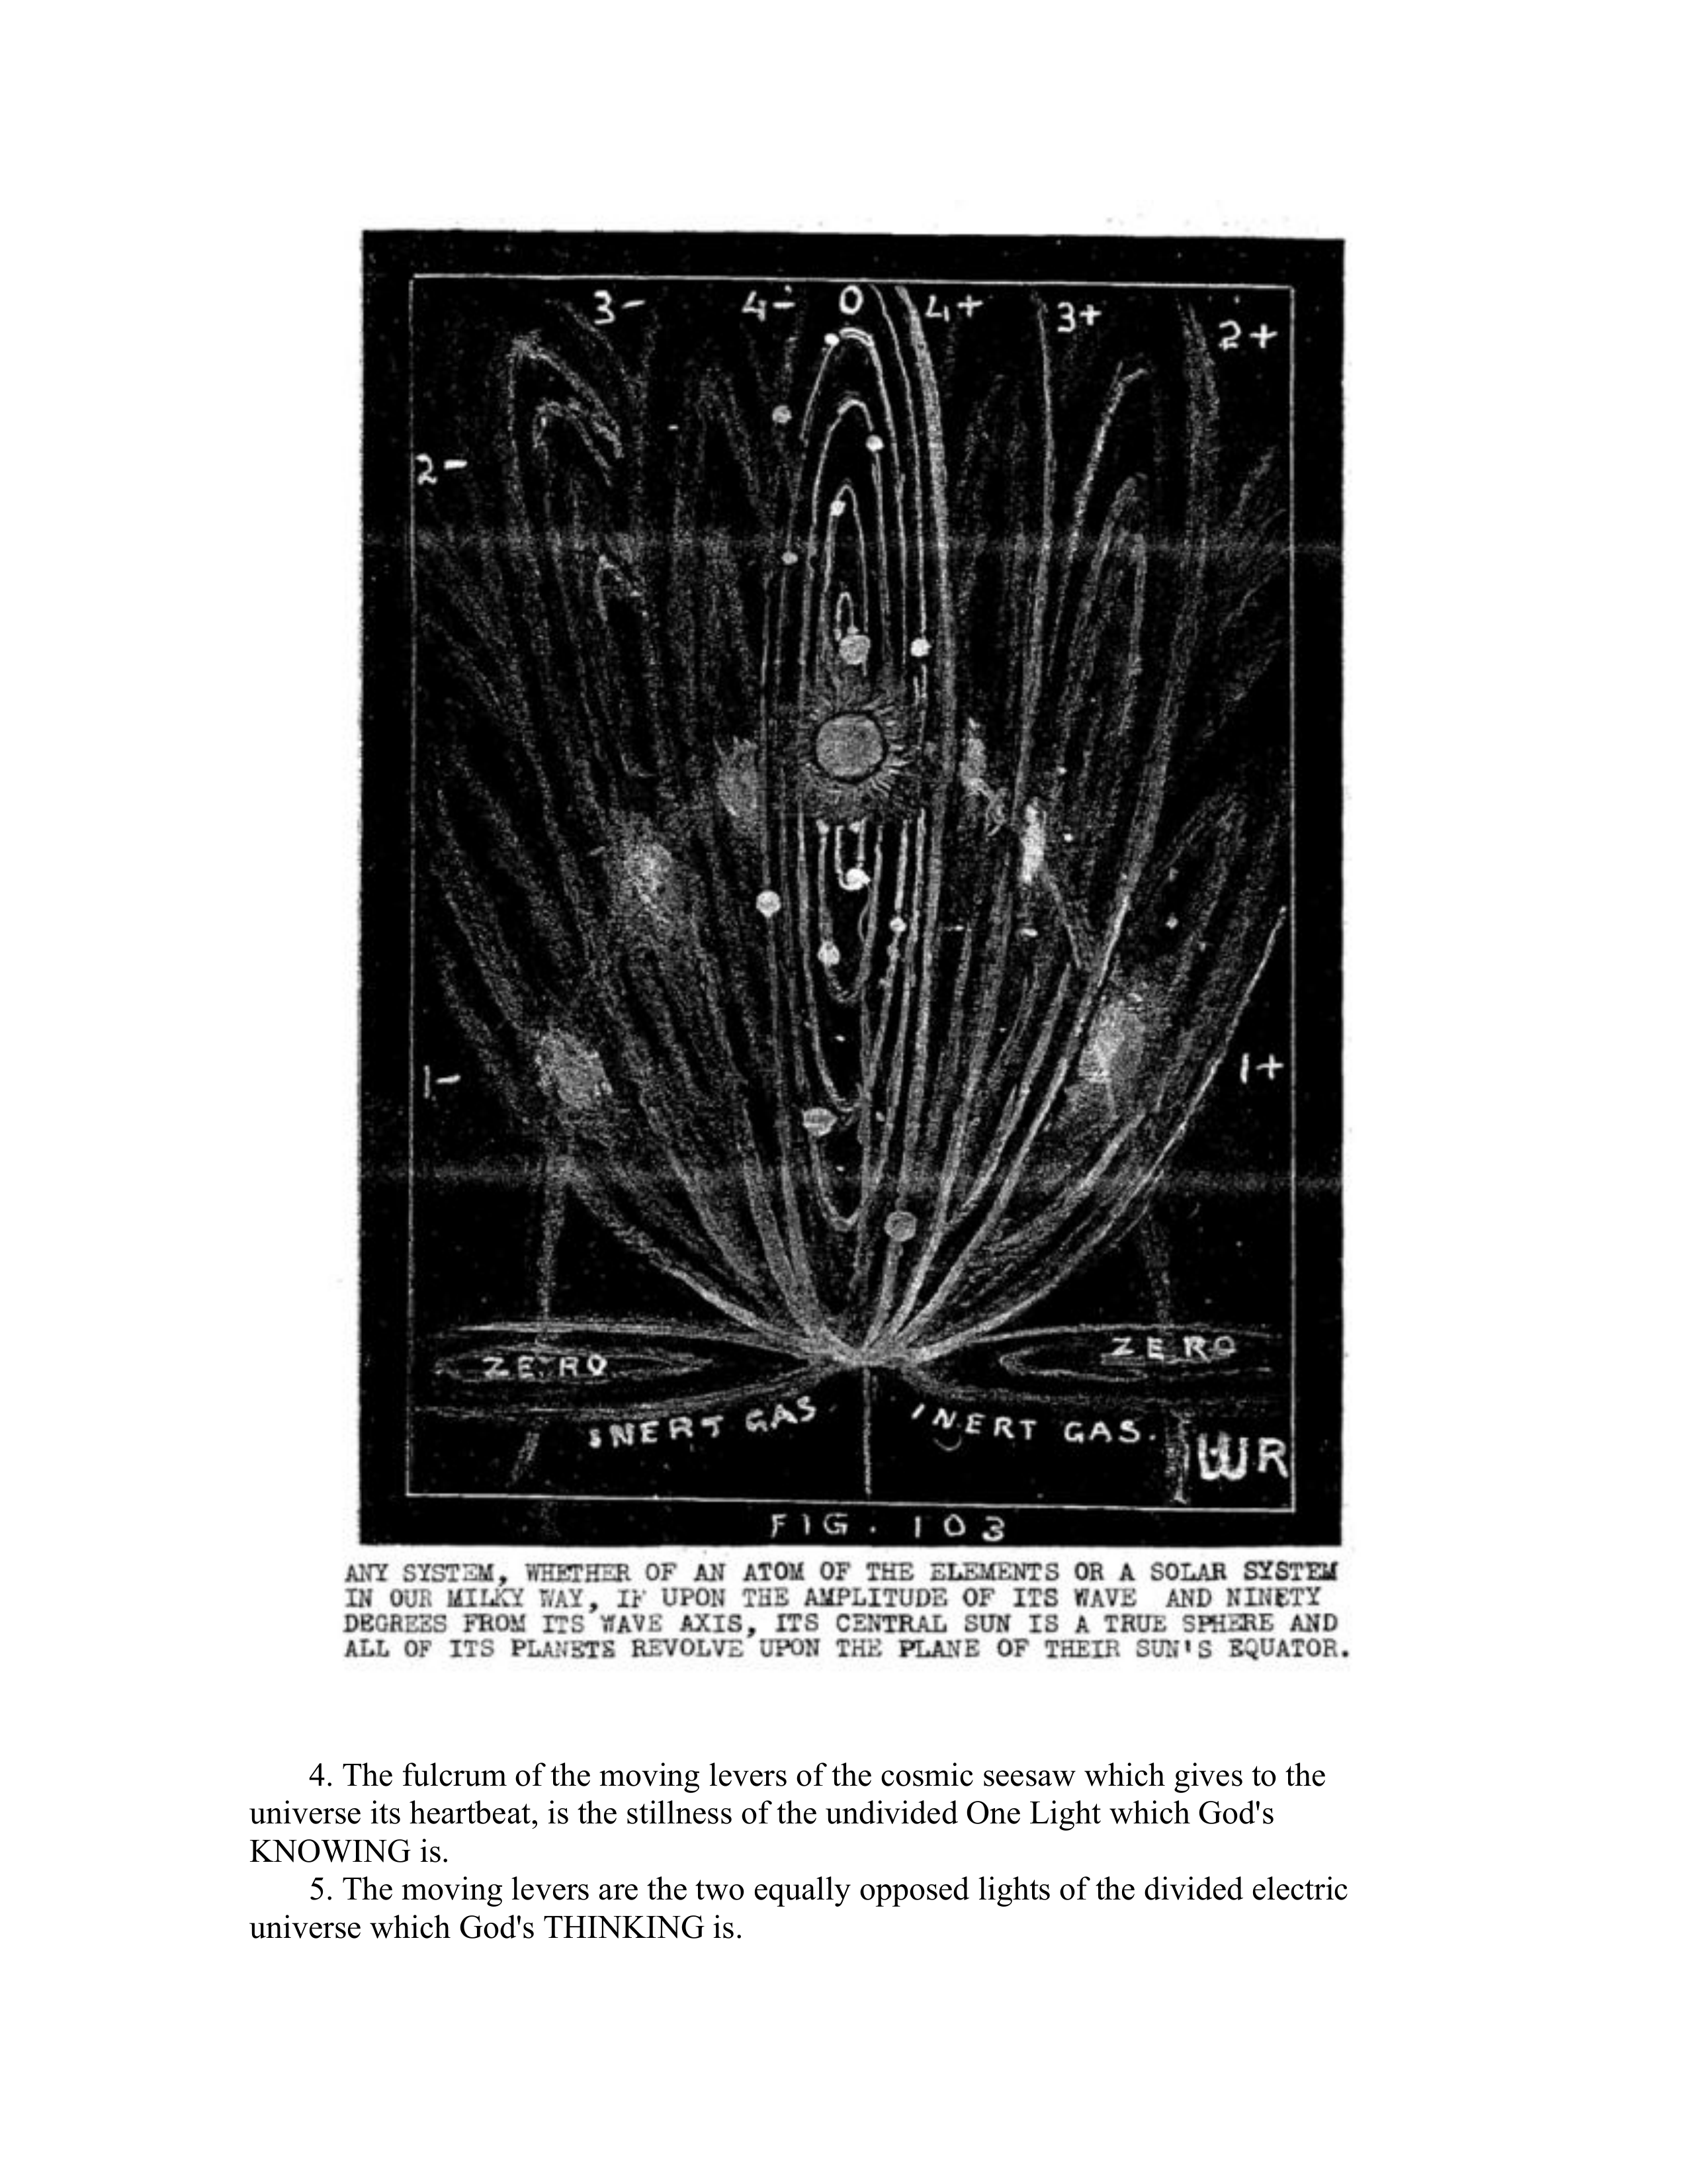 3- 4- 0 4+ 3+ 2+
2-
1- 1+
ZERO ZERO
INERT GAS. INERT GAS.
WR
FIG. 103
ANY SYSTEM, WHETHER OF AN ATOM OF THE ELEMENTS OR A SOLAR SYSTEM
IN OUR MILKY WAY, IF UPON THE AMPLITUDE OF ITS WAVE AND NINETY
DEGREES FROM ITS WAVE AXIS, ITS CENTRAL SUN IS A TRUE SPHERE AND
ALL OF ITS PLANETS REVOLVE UPON THE PLANE OF THEIR SUN'S EQUATOR.
4. The fulcrum of the moving levers of the cosmic seesaw which gives to the
universe its heartbeat, is the stillness of the undivided One Light which God's
KNOWING is.
5. The moving levers are the two equally opposed lights of the divided electric
universe which God's THINKING is.